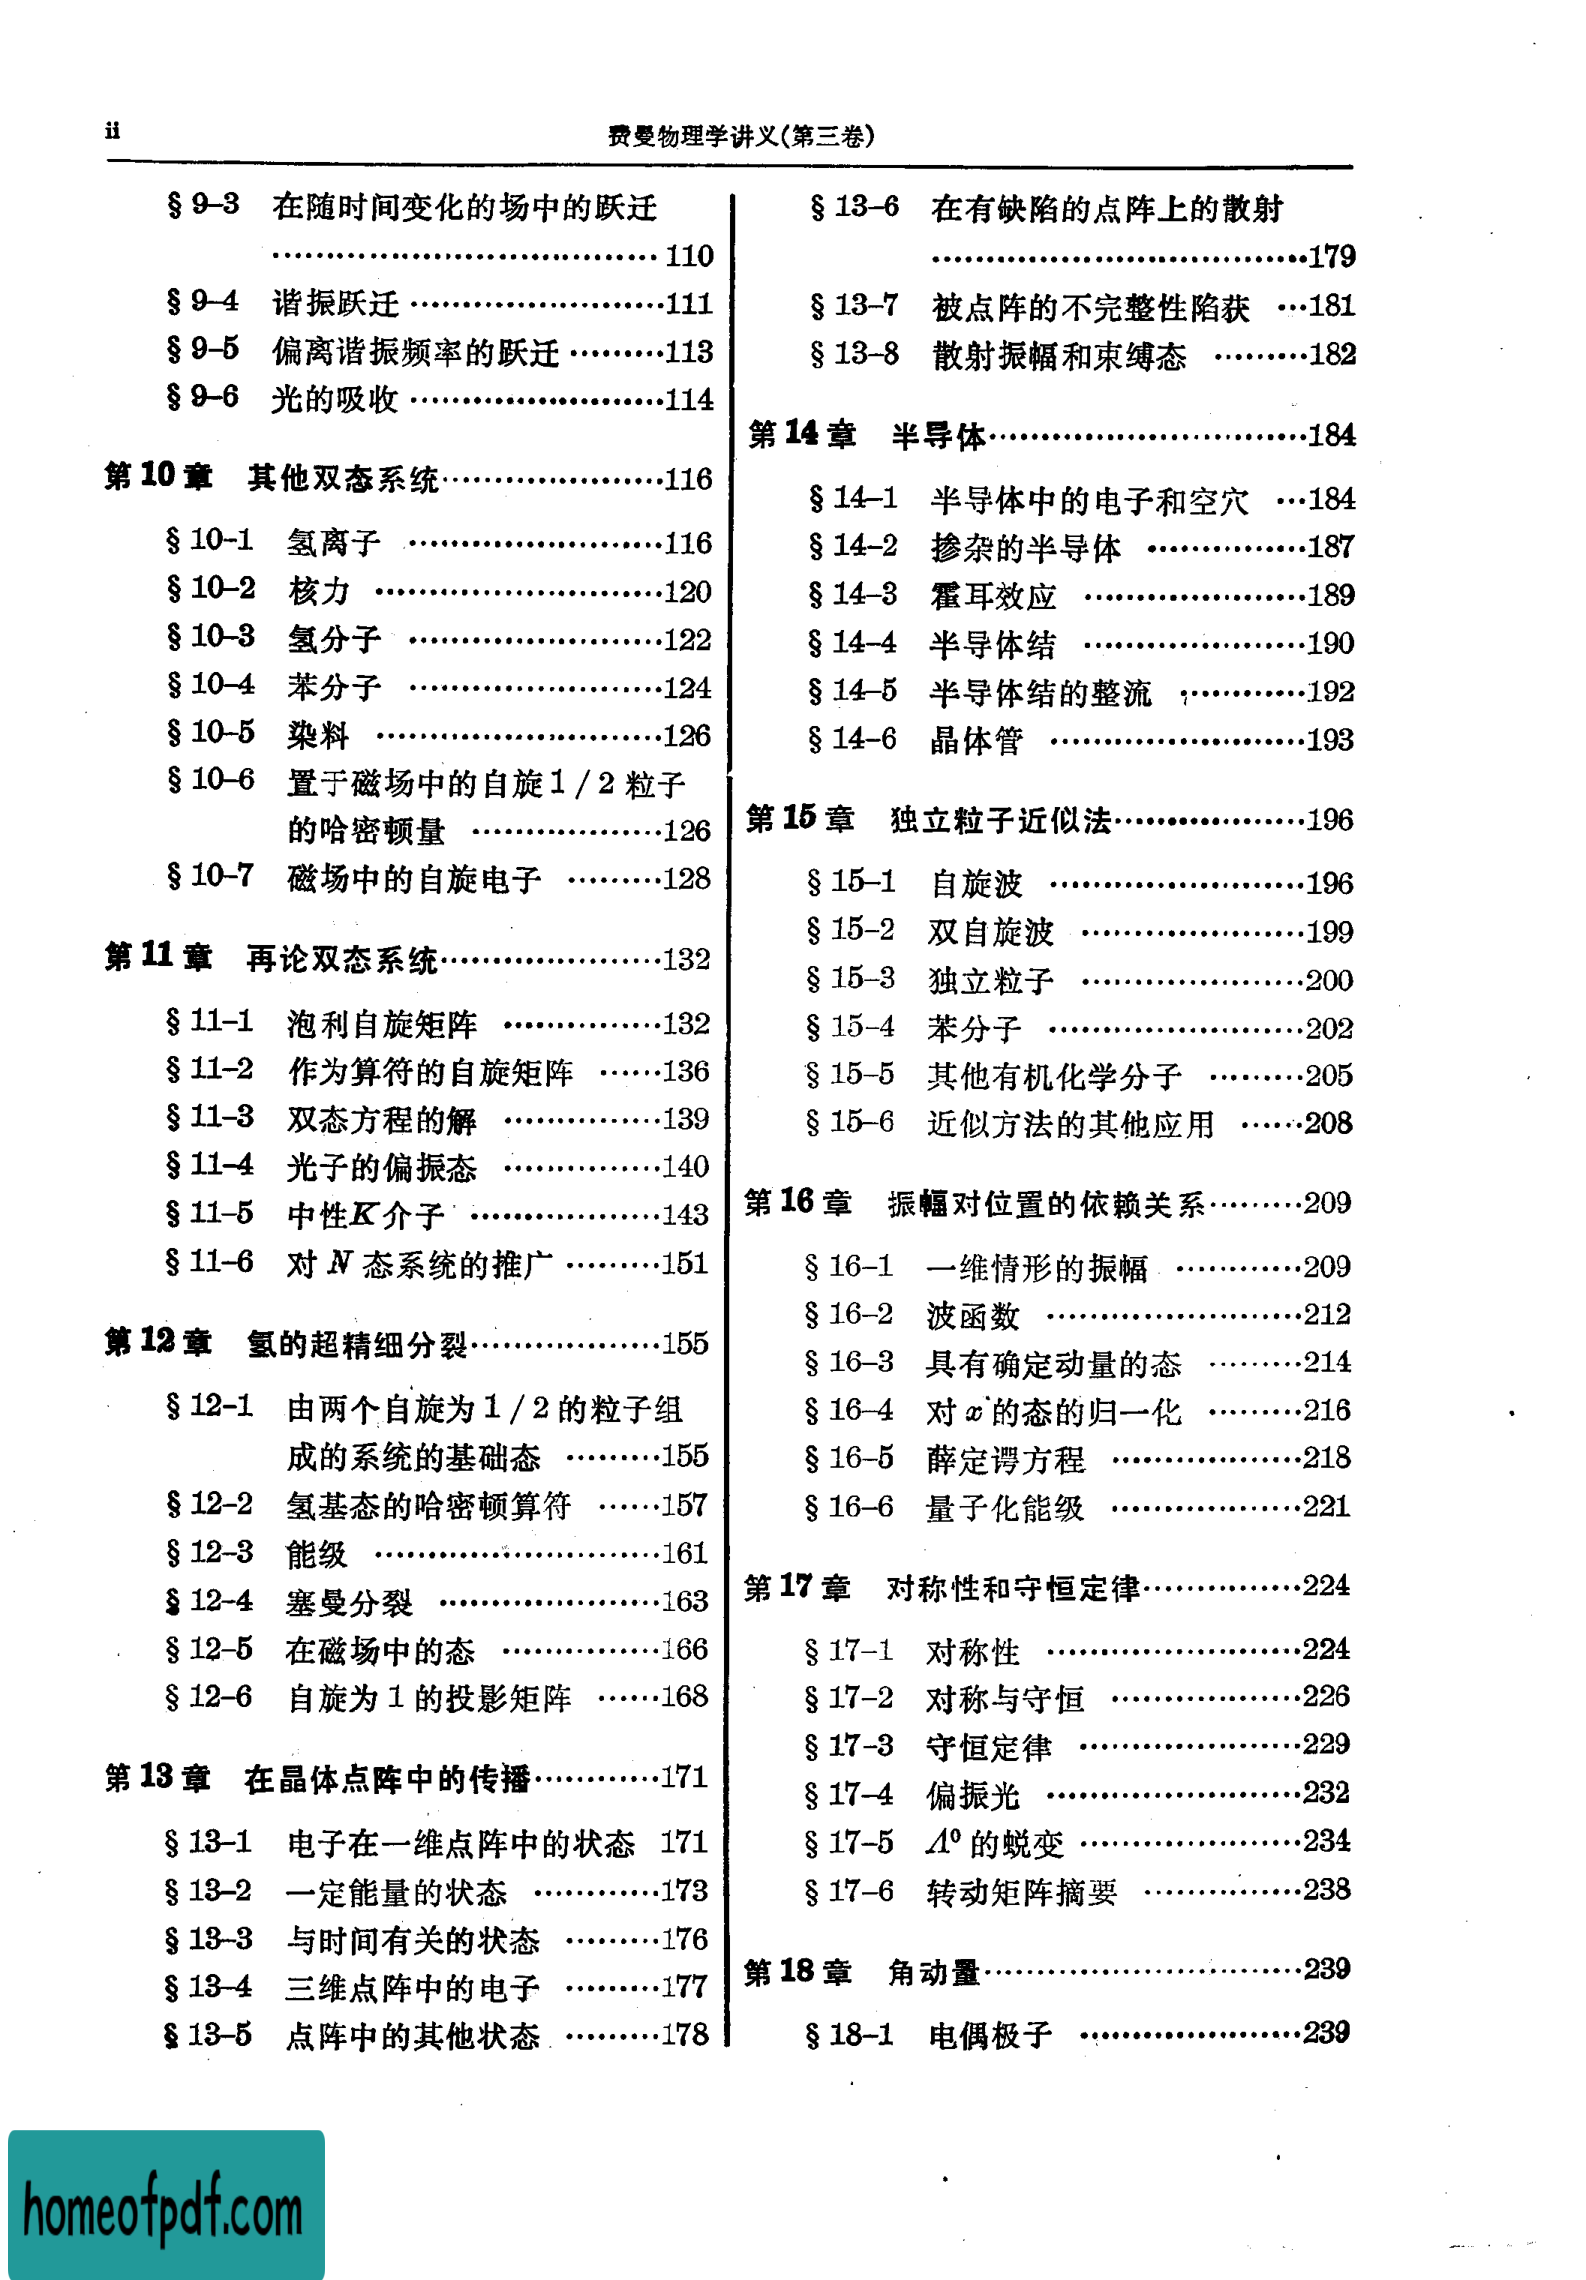 ii
费曼物理学讲义(第三卷)
§ 9–3 在随时间变化的场中的跃迁
………………………………110
§ 9–4 谐振跃迁……………………111
§ 9–5 偏离谐振频率的跃迁………113
§ 9–6 光的吸收……………………114
第10章 其他双态系统…………………116
§ 10–1 氢离子……………………116
§ 10–2 核力………………………120
§ 10–3 氢分子……………………122
§ 10–4 苯分子……………………124
§ 10–5 染料………………………126
§ 10–6 置于磁场中的自旋1/2粒子
的哈密顿量………………126
§ 10–7 磁场中的自旋电子………128
第11章 再论双态系统…………………132
§ 11–1 泡利自旋矩阵……………132
§ 11–2 作为算符的自旋矩阵……136
§ 11–3 双态方程的解……………139
§ 11–4 光子的偏振态……………140
§ 11–5 中性K介子………………143
§ 11–6 对N态系统的推广………151
第12章 氢的超精细分裂………………155
§ 12–1 由两个自旋为1/2的粒子组
成的系统的基础态………155
§ 12–2 氢基态的哈密顿算符……157
§ 12–3 能级………………………161
§ 12–4 塞曼分裂…………………163
§ 12–5 在磁场中的态……………166
§ 12–6 自旋为1的投影矩阵……168
第13章 在晶体点阵中的传播…………171
§ 13–1 电子在一维点阵中的状态 171
§ 13–2 一定能量的状态…………173
§ 13–3 与时间有关的状态………176
§ 13–4 三维点阵中的电子………177
§ 13–5 点阵中的其他状态………178
§ 13–6 在有缺陷的点阵上的散射
………………………………179
§ 13–7 被点阵的不完整性陷获…181
§ 13–8 散射振幅和束缚态………182
第14章 半导体…………………………184
§ 14–1 半导体中的电子和空穴…184
§ 14–2 掺杂的半导体……………187
§ 14–3 霍耳效应…………………189
§ 14–4 半导体结…………………190
§ 14–5 半导体结的整流…………192
§ 14–6 晶体管……………………193
第15章 独立粒子近似法………………196
§ 15–1 自旋波……………………196
§ 15–2 双自旋波…………………199
§ 15–3 独立粒子…………………200
§ 15–4 苯分子……………………202
§ 15–5 其他有机化学分子………205
§ 15–6 近似方法的其他应用……208
第16章 振幅对位置的依赖关系………209
§ 16–1 一维情形的振幅…………209
§ 16–2 波函数……………………212
§ 16–3 具有确定动量的态………214
§ 16–4 对x的态的归一化………216
§ 16–5 薛定谔方程………………218
§ 16–6 量子化能级………………221
第17章 对称性和守恒定律……………224
§ 17–1 对称性……………………224
§ 17–2 对称与守恒………………226
§ 17–3 守恒定律…………………229
§ 17–4 偏振光……………………232
§ 17–5 Λ⁰的蜕变…………………234
§ 17–6 转动矩阵摘要……………238
第18章 角动量…………………………239
§ 18–1 电偶极子…………………239
homeofpdf.com